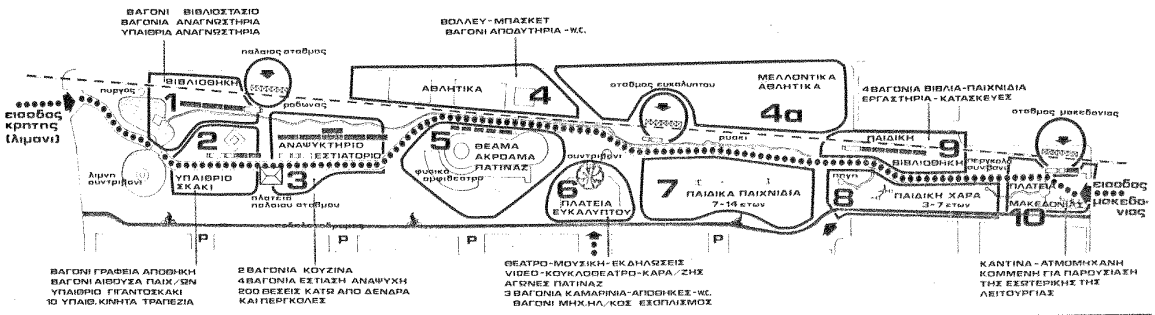 ΒΑΓΟΝΙ ΒΙΒΛΙΟΣΤΑΣΙΟ
ΒΑΓΟΝΙΑ ΑΝΑΓΝΩΣΤΗΡΙΑ
ΥΠΑΙΘΡΙΑ ΑΝΑΓΝΩΣΤΗΡΙΑ
ΒΟΛΛΕΥ-ΜΠΑΣΚΕΤ
ΒΑΓΟΝΙ ΑΠΟΔΥΤΗΡΙΑ-W.C.
παλαιος σταθμος
ΒΙΒΛΙΟΘΗΚΗ
πυργος
1
ροδωνας
ΑΘΛΗΤΙΚΑ
4
σταθμος ευκαλυπτου
ΜΕΛΛΟΝΤΙΚΑ
ΑΘΛΗΤΙΚΑ
4α
4 ΒΑΓΟΝΙΑ ΒΙΒΛΙΑ-ΠΑΙΧΝΙΔΙΑ
ΕΡΓΑΣΤΗΡΙΑ-ΚΑΤΑΣΚΕΥΕΣ
σταθμος μακεδονιας
εισοδος
κρητης
(λιμανι)
2
ΑΝΑΨΥΚΤΗΡΙΟ
ΕΣΤΙΑΤΟΡΙΟ
5
ΘΕΑΜΑ
ΑΚΡΟΑΜΑ
ΠΑΤΙΝΑΖ
ρυακι
ΠΑΙΔΙΚΗ
9
ΒΙΒΛΙΟΘΗΚΗ
λιμνη
συντριβανι
ΥΠΑΙΘΡΙΟ
ΣΚΑΚΙ
3
φυσικο
αμφιθεατρο
συντριβανι
6
ΠΛΑΤΕΙΑ
ΕΥΚΑΛΥΠΤΟΥ
7
ΠΑΙΔΙΚΑ ΠΑΙΧΝΙΔΙΑ
7-14 ετων
πηγη
8
ΠΑΙΔΙΚΗ ΧΑΡΑ
3-7 ετων
ΠΛΑΤΕΙΑ
ΜΑΚΕΔΟΝΙΑΣ
10
εισοδος
μακεδο-
νιας
πλατεια
παλαιου σταθμου
P
P
P
P
ΒΑΓΟΝΙ ΓΡΑΦΕΙΑ ΑΠΟΘΗΚΗ
ΒΑΓΟΝΙ ΑΙΘΟΥΣΑ ΠΑΙΧ/ΩΝ
ΥΠΑΙΘΡΙΟ ΓΙΓΑΝΤΟΣΚΑΚΙ
10 ΥΠΑΙΘ. ΚΙΝΗΤΑ ΤΡΑΠΕΖΙΑ
2 ΒΑΓΟΝΙΑ ΚΟΥΖΙΝΑ
4 ΒΑΓΟΝΙΑ ΕΣΤΙΑΣΗ ΑΝΑΨΥΧΗ
200 ΘΕΣΕΙΣ ΚΑΤΩ ΑΠΟ ΔΕΝΔΡΑ
ΚΑΙ ΠΕΡΓΚΟΛΕΣ
ΘΕΑΤΡΟ-ΜΟΥΣΙΚΗ-ΕΚΔΗΛΩΣΕΙΣ
VIDEO-ΚΟΥΚΛΟΘΕΑΤΡΟ-ΚΑΡΑ/ΖΗΣ
ΑΓΩΝΕΣ ΠΑΤΙΝΑΖ
3 ΒΑΓΟΝΙΑ ΚΑΜΑΡΙΝΙΑ-ΑΠΟΘΗΚΕΣ-W.C.
ΒΑΓΟΝΙ ΜΗΧ.ΗΛ/ΚΟΣ ΕΞΟΠΛΙΣΜΟΣ
ΚΑΝΤΙΝΑ-ΑΤΜΟΜΗΧΑΝΗ
ΚΟΜΜΕΝΗ ΓΙΑ ΠΑΡΟΥΣΙΑΣΗ
ΤΗΣ ΕΣΩΤΕΡΙΚΗΣ ΤΗΣ
ΛΕΙΤΟΥΡΓΙΑΣ